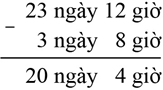 23 ngày 12 giờ
−
3 ngày 8 giờ
20 ngày 4 giờ